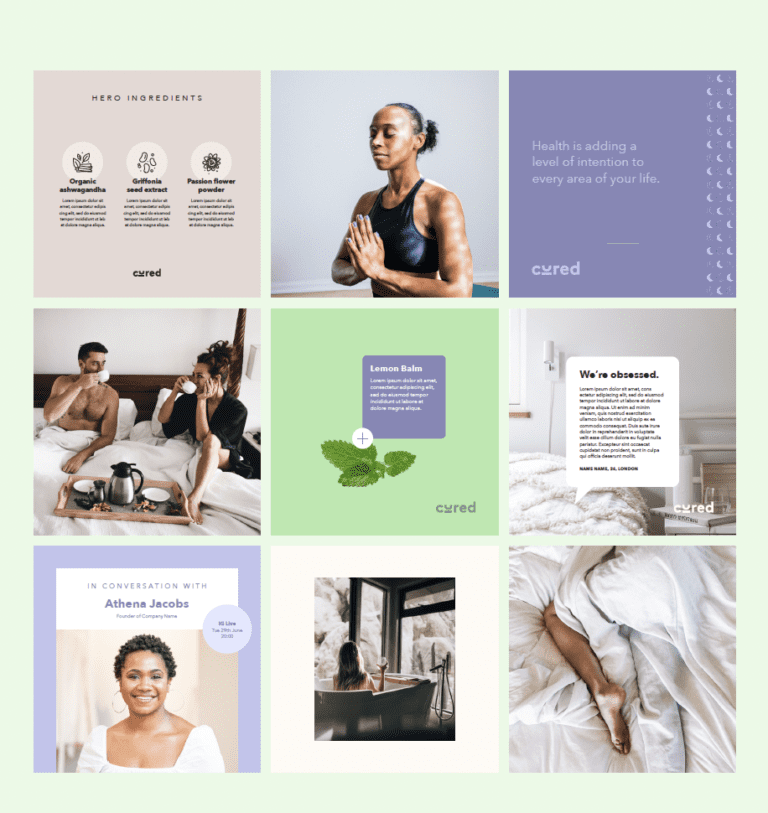 HERO INGREDIENTS
Organic
ashwagandha
Lorem ipsum dolor sit
amet, consectetur adipis
cing elit, sed do eiusmod
tempor incididunt ut lab
et dolore magna aliqua.
Griffonia
seed extract
Lorem ipsum dolor sit
amet, consectetur adipis
cing elit, sed do eiusmod
tempor incididunt ut lab
et dolore magna aliqua.
Passion flower
powder
Lorem ipsum dolor sit
amet, consectetur adipis
cing elit, sed do eiusmod
tempor incididunt ut lab
et dolore magna aliqua.
cured
Health is adding a
level of intention to
every area of your life.
cured
Lemon Balm
Lorem ipsum dolor sit amet,
consectetur adipiscing elit,
sed do eiusmod tempor
incididunt ut labore et
dolore magna aliqua.
cured
We're obsessed.
Lorem ipsum dolor sit amet, cons
ectetur adipiscing elit, sed do
eiusmod tempor incididunt ut labore et dolore
magna aliqua. Ut enim ad minim
veniam, quis nostrud exercitation
ullamco laboris nisi ut aliquip ex ea
commodo consequat. Duis aute irure
dolor in reprehenderit in voluptate
velit esse cillum dolore eu fugiat nulla
pariatur. Excepteur sint occaecat
cupidatat non proident, sunt in culpa
qui officia deserunt mollit.
NAME NAME, 35, LONDON
cured
IN CONVERSATION WITH
Athena Jacobs
Founder of Company Name
IG Live
Tue 29th June
20:00